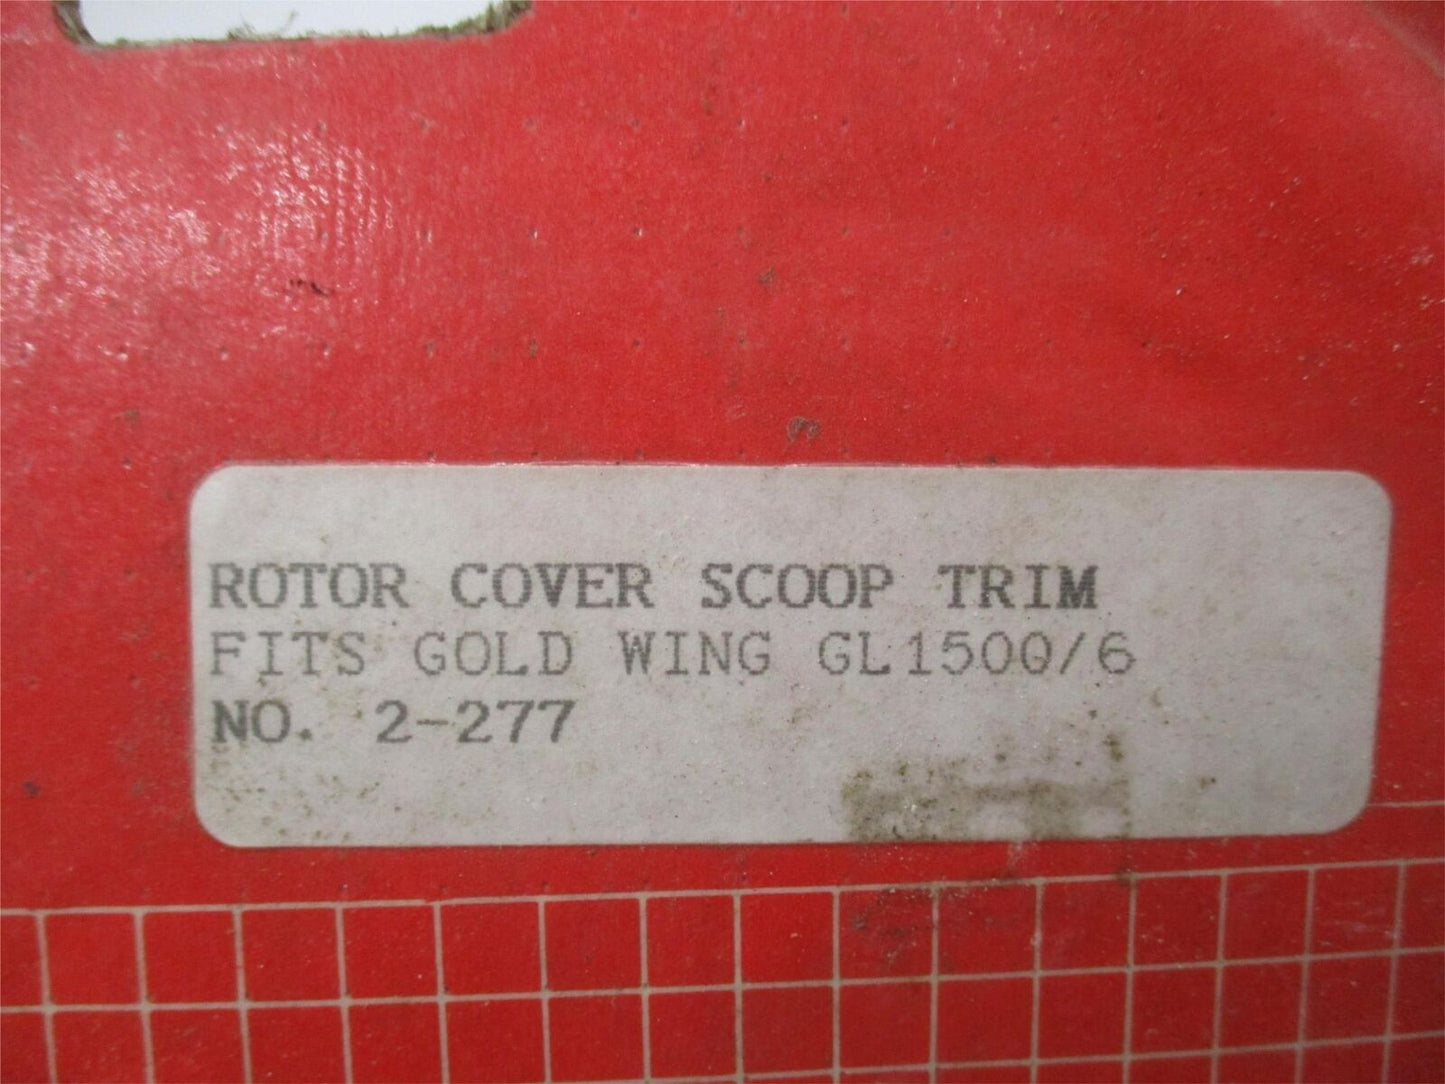 ROTOR COVER SCOOP TRIM
FITS GOLD WING GL1500/6
NO. 2-277